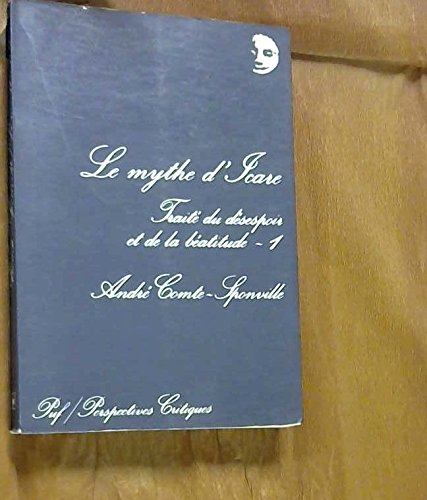 Le mythe d'Icare
Traité du désespoir
et de la béatitude - 1
André Comte-Sponville
Puf / Perspectives Critiques